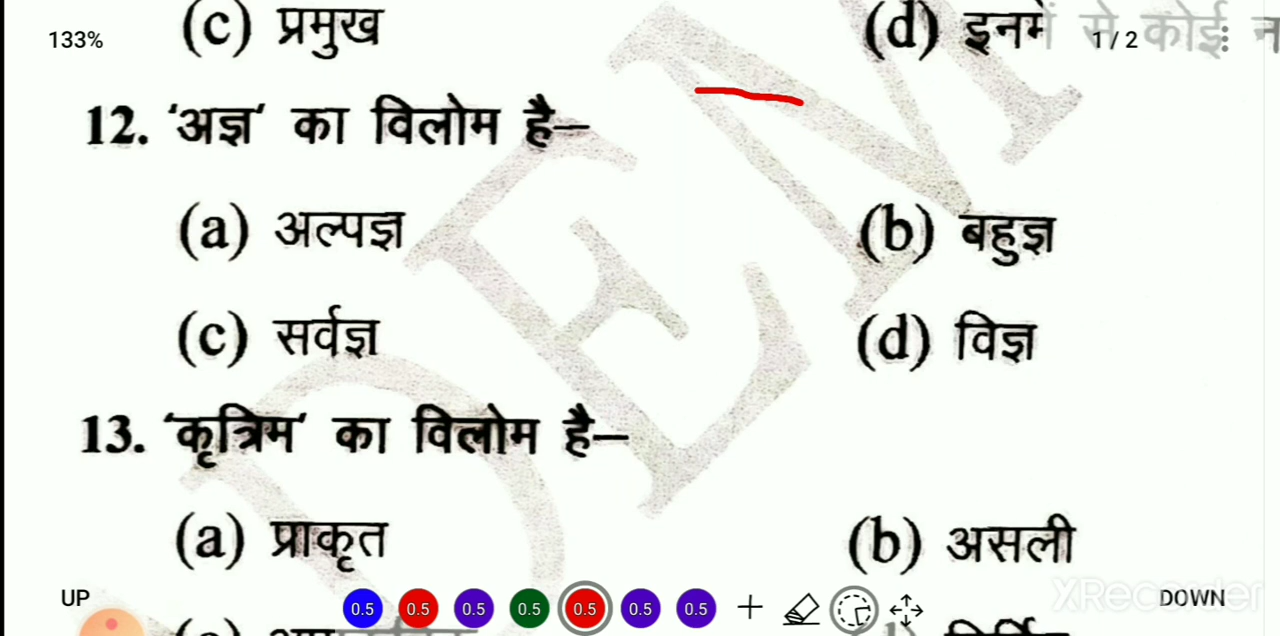 (c) प्रमुख (d) इनमें से कोई
133% 1 / 2
12. 'अज्ञ' का विलोम है–
(a) अल्पज्ञ (b) बहुज्ञ
(c) सर्वज्ञ (d) विज्ञ
13. 'कृत्रिम' का विलोम है–
(a) प्राकृत (b) असली
UP 0.5 0.5 0.5 0.5 0.5 0.5 0.5 XRecorder DOWN